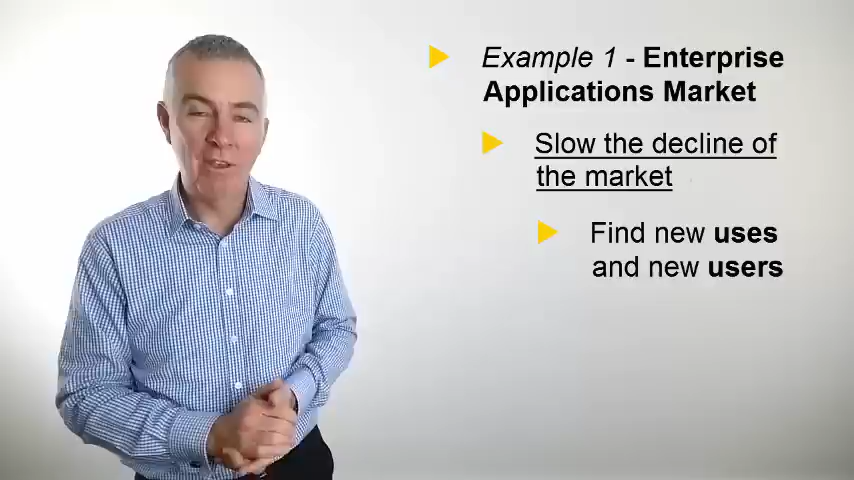 Example 1 - Enterprise
Applications Market
Slow the decline of
the market
Find new uses
and new users